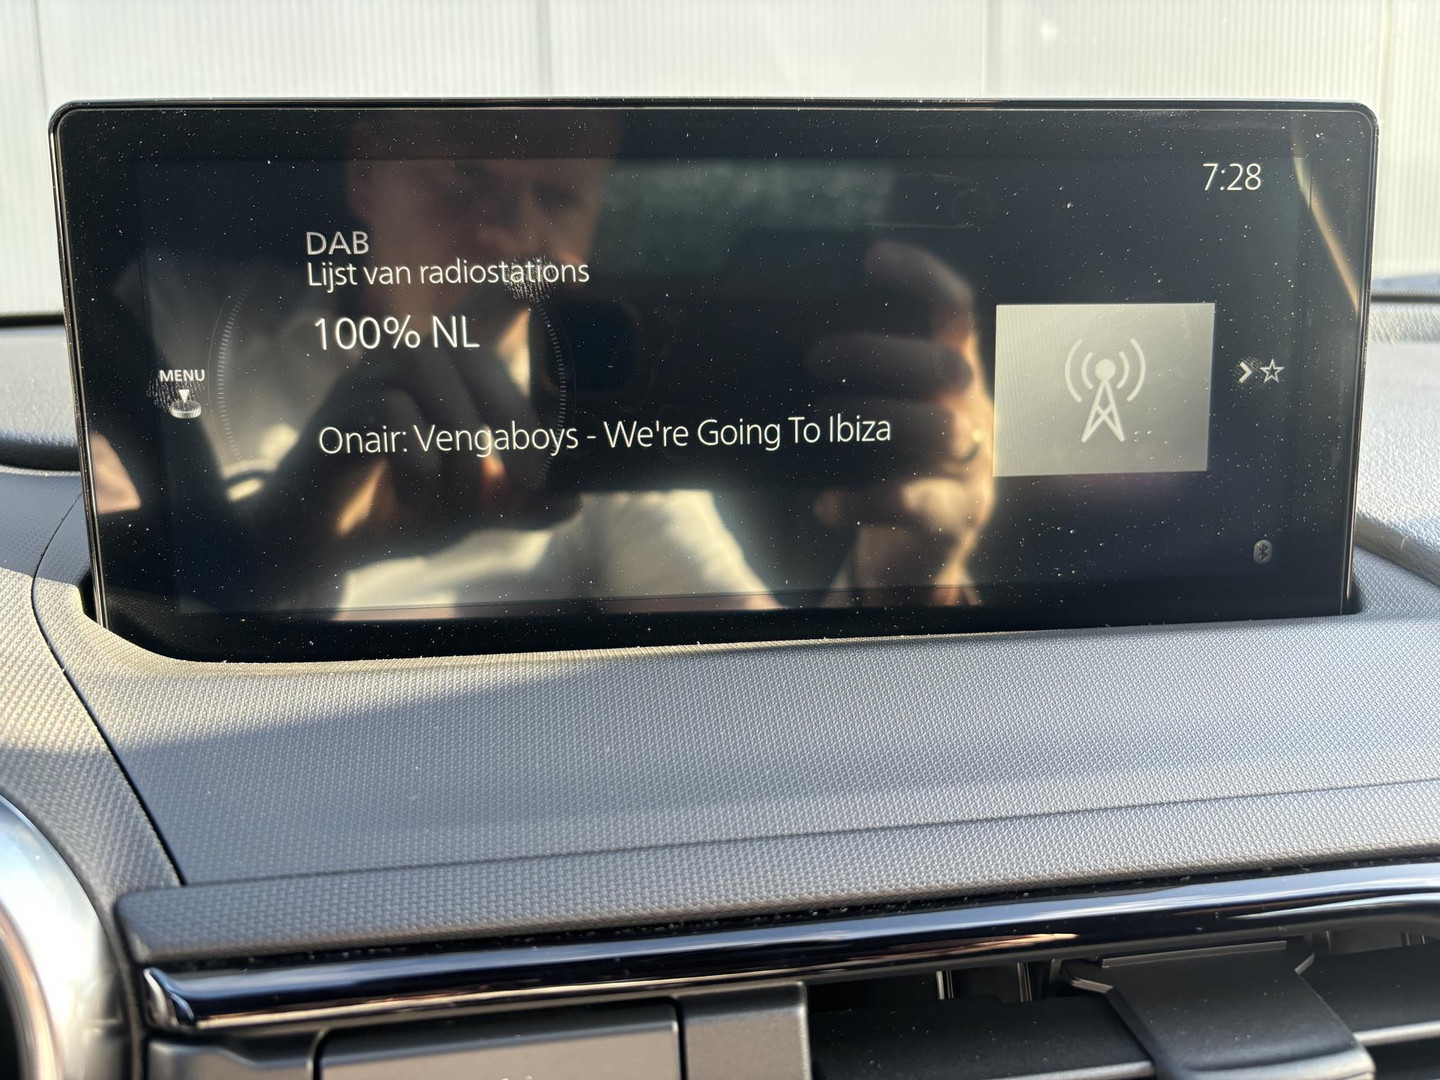 7:28
DAB
Lijst van radiostations
100% NL
MENU
Onair: Vengaboys - We're Going To Ibiza